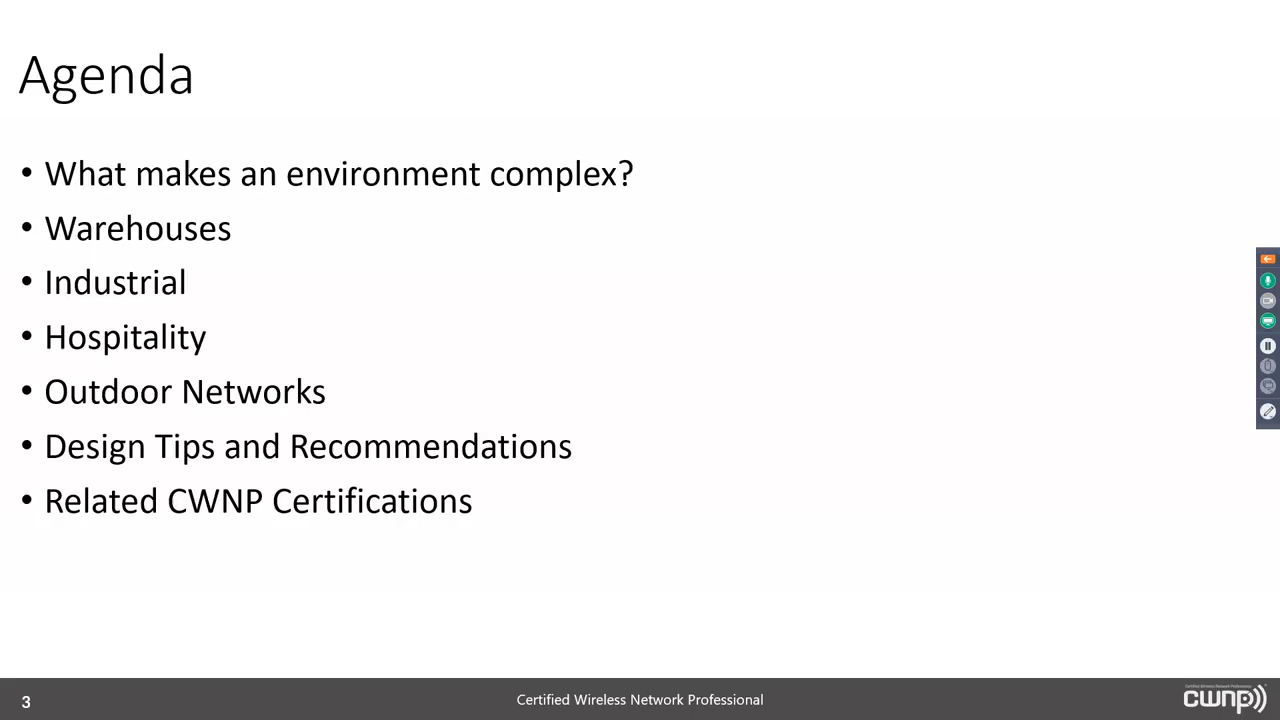 Agenda
• What makes an environment complex?
• Warehouses
• Industrial
• Hospitality
• Outdoor Networks
• Design Tips and Recommendations
• Related CWNP Certifications
3
Certified Wireless Network Professional
cwnp